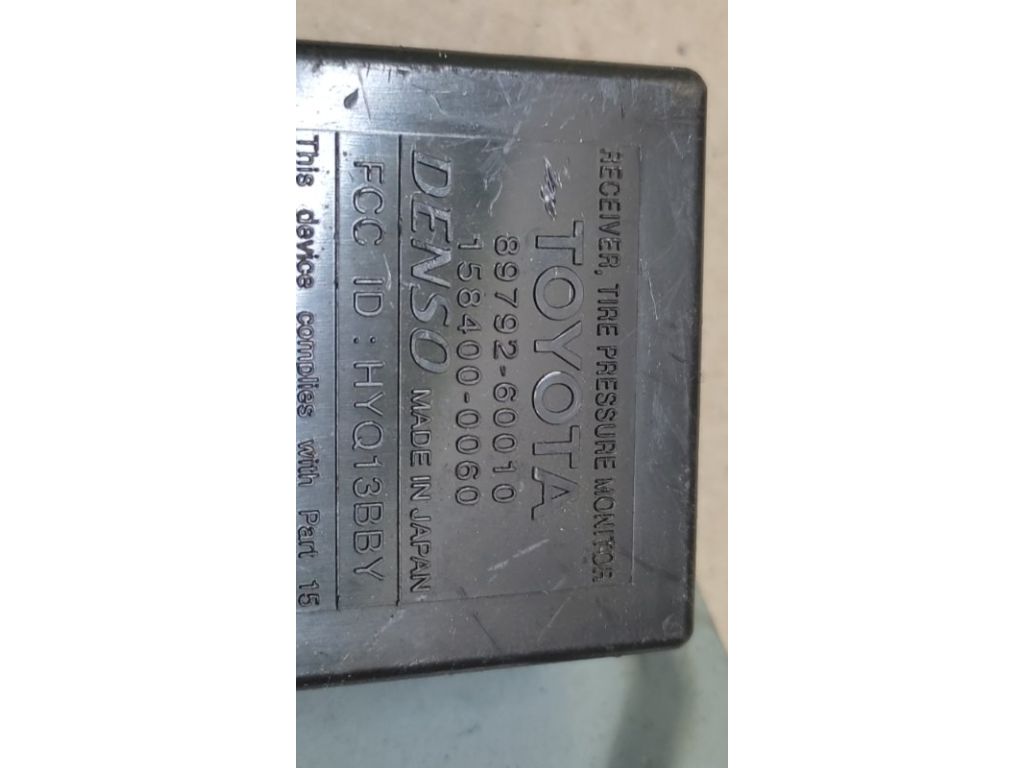 RECEIVER, TIRE PRESSURE MONITOR
TOYOTA
89792-60010
158400-0060
DENSO MADE IN JAPAN
FCC ID : HYQ13BBY
This device complies with Part 15